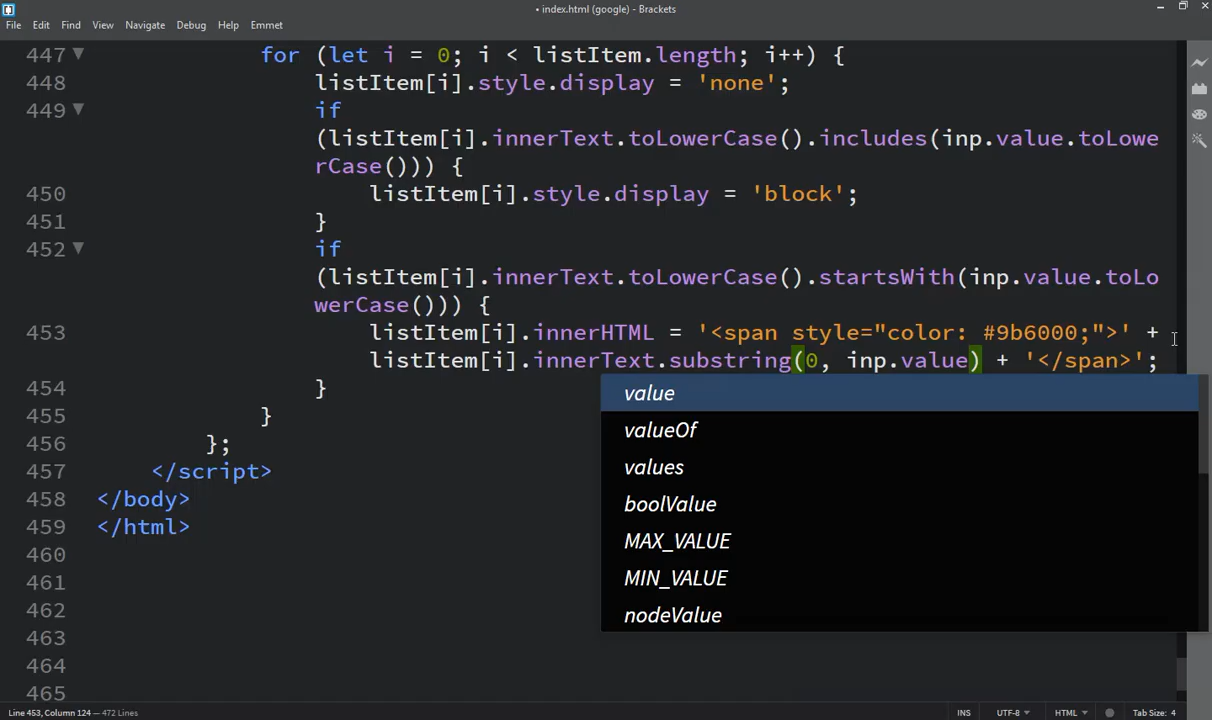 • index.html (google) - Brackets
File Edit Find View Navigate Debug Help Emmet
447 for (let i = 0; i < listItem.length; i++) {
448 listItem[i].style.display = 'none';
449 if
(listItem[i].innerText.toLowerCase().includes(inp.value.toLowe
rCase())) {
450 listItem[i].style.display = 'block';
451 }
452 if
(listItem[i].innerText.toLowerCase().startsWith(inp.value.toLo
werCase())) {
453 listItem[i].innerHTML = '<span style="color: #9b6000;">' +
listItem[i].innerText.substring(0, inp.value) + '</span>';
454 }
455 }
456 };
457 </script>
458 </body>
459 </html>
460
461
462
463
464
465
value
valueOf
values
boolValue
MAX_VALUE
MIN_VALUE
nodeValue
Line 453, Column 124 — 472 Lines INS UTF-8 HTML Tab Size: 4